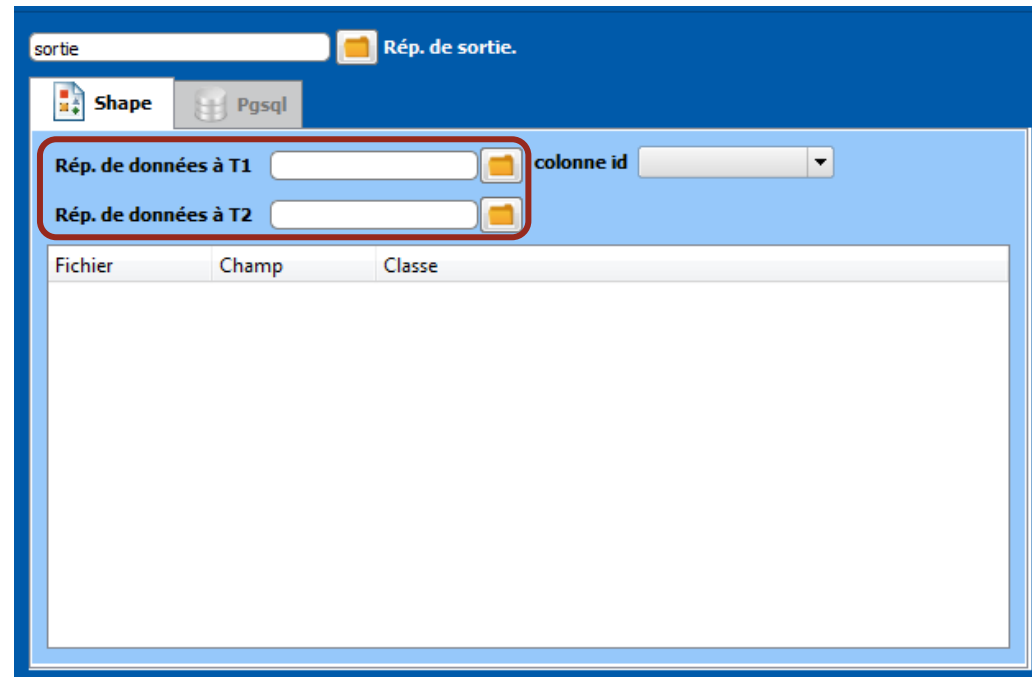 sortie Rép. de sortie.
Shape Pgsql
Rép. de données à T1 colonne id
Rép. de données à T2
Fichier Champ Classe